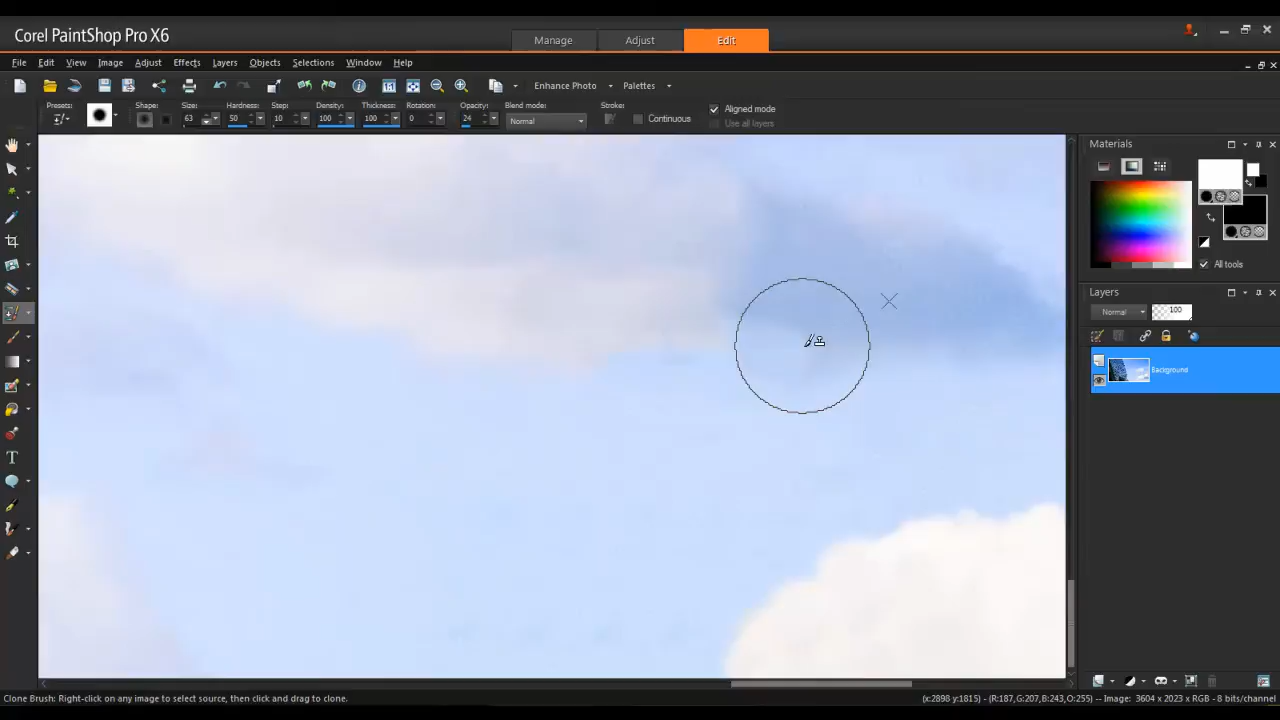 Corel PaintShop Pro X6
Manage Adjust Edit
File Edit View Image Adjust Effects Layers Objects Selections Window Help
Enhance Photo Palettes
Presets: Shape: Size: Hardness: Step: Density: Thickness: Rotation: Opacity: Blend mode: Stroke: Aligned mode
63 50 10 100 100 0 24 Normal Continuous Use all layers
Materials
All tools
Layers
Normal 100
Background
Clone Brush: Right-click on any image to select source, then click and drag to clone.
(x:2898 y:1815) - (R:187,G:207,B:243,O:255) -- Image: 3604 x 2023 x RGB - 8 bits/channel